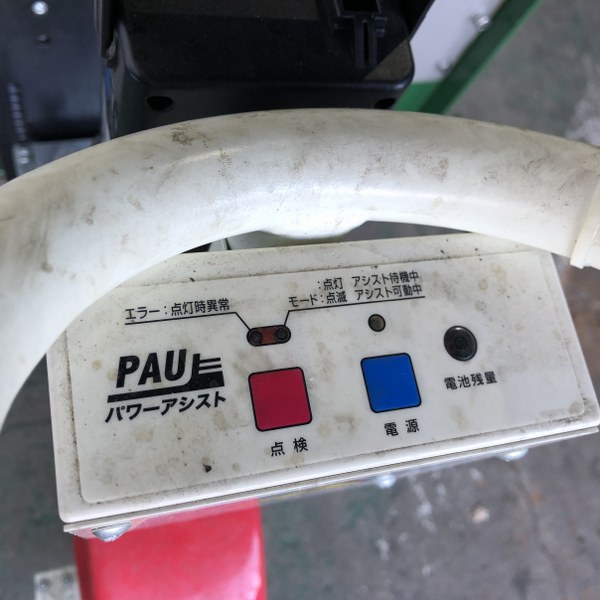 :点灯 アシスト待機中
エラー:点灯時異常
モード:点滅 アシスト可動中
PAU
パワーアシスト
電池残量
点検
電源